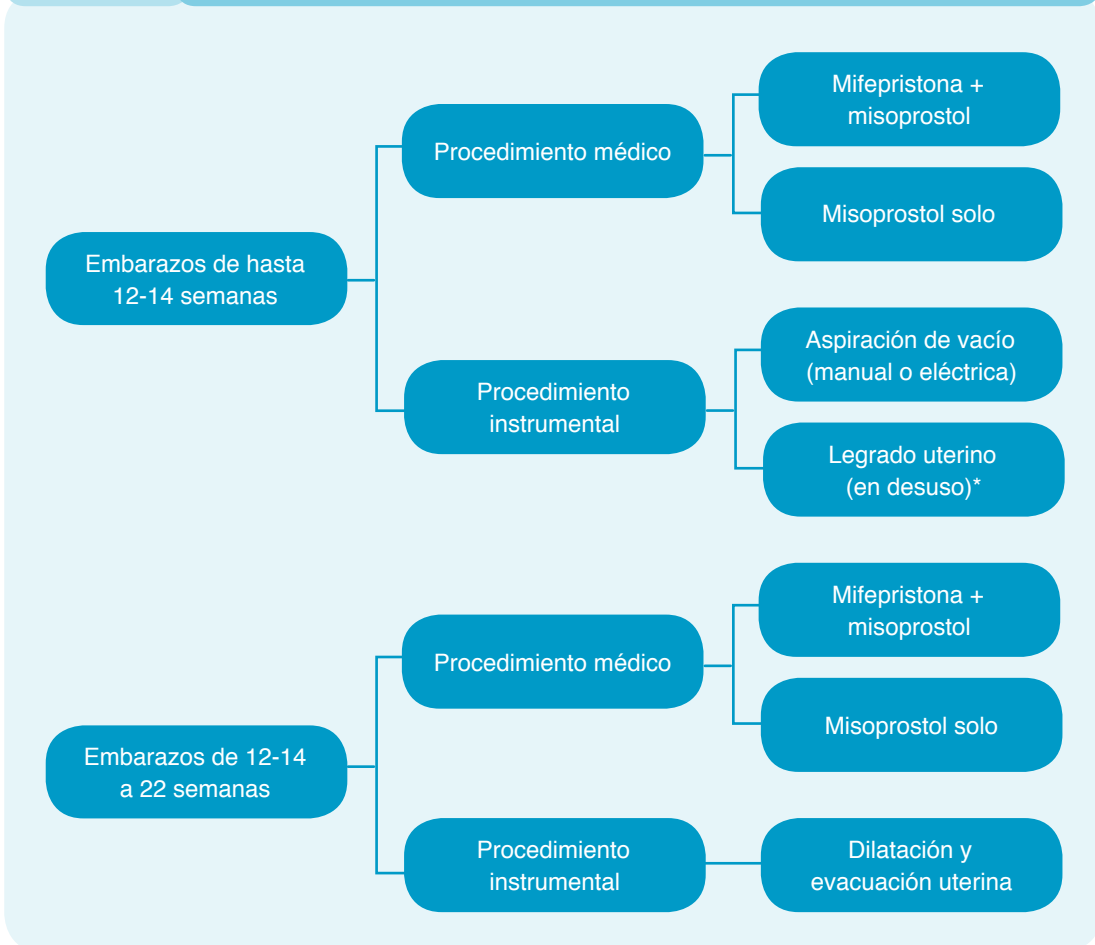 Embarazos de hasta
12-14 semanas
Procedimiento médico
Mifepristona +
misoprostol
Misoprostol solo
Procedimiento
instrumental
Aspiración de vacío
(manual o eléctrica)
Legrado uterino
(en desuso)*
Embarazos de 12-14
a 22 semanas
Procedimiento médico
Mifepristona +
misoprostol
Misoprostol solo
Procedimiento
instrumental
Dilatación y
evacuación uterina